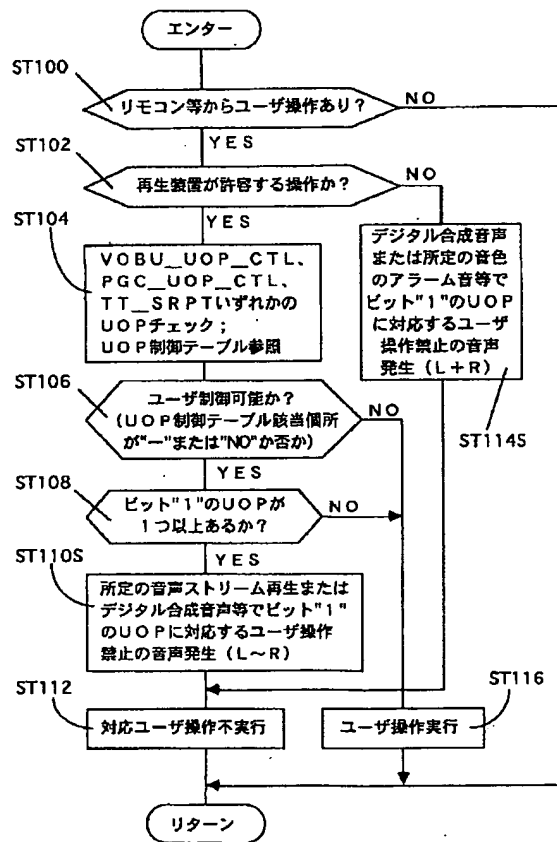 エンター
ST100
リモコン等からユーザ操作あり？
NO
YES
ST102
再生装置が許容する操作か？
NO
YES
ST104
VOBU_UOP_CTL、
PGC_UOP_CTL、
TT_SRPTいずれかの
UOPチェック；
UOP制御テーブル参照
デジタル合成音声
または所定の音色
のアラーム音等で
ビット"1"のUOP
に対応するユーザ
操作禁止の音声
発生（L＋R）
ST114S
ST106
ユーザ制御可能か？
（UOP制御テーブル該当個所
が"ー"または"NO"か否か）
NO
YES
ST108
ビット"1"のUOPが
1つ以上あるか？
NO
YES
ST110S
所定の音声ストリーム再生または
デジタル合成音声等でビット"1"
のUOPに対応するユーザ操作
禁止の音声発生（L～R）
ST112
対応ユーザ操作不実行
ST116
ユーザ操作実行
リターン